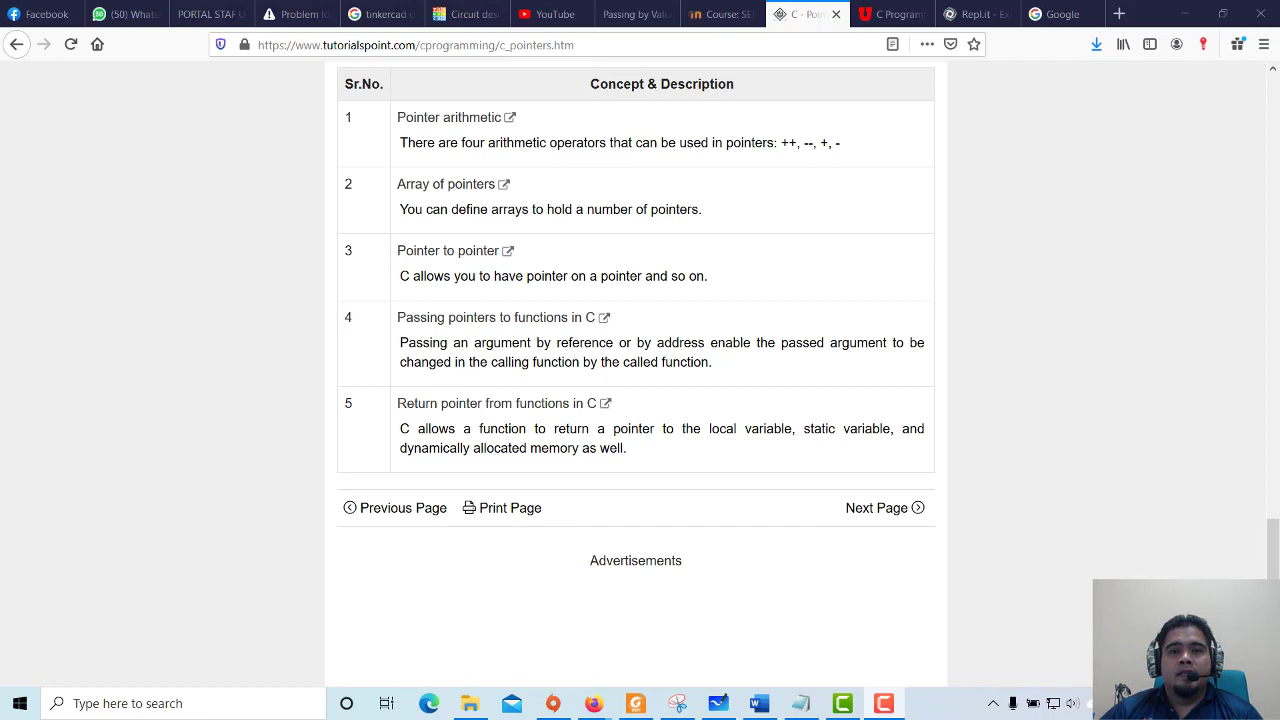 Facebook
(50) Whats
PORTAL STAF U
Problem lo
tinkercad o
Circuit des
YouTube
Passing by Valu
Course: SE
C - Poin
C Program
Repl.it - Ex
Google
https://www.tutorialspoint.com/cprogramming/c_pointers.htm
Sr.No.
Concept & Description
1
Pointer arithmetic
There are four arithmetic operators that can be used in pointers: ++, --, +, -
2
Array of pointers
You can define arrays to hold a number of pointers.
3
Pointer to pointer
C allows you to have pointer on a pointer and so on.
4
Passing pointers to functions in C
Passing an argument by reference or by address enable the passed argument to be
changed in the calling function by the called function.
5
Return pointer from functions in C
C allows a function to return a pointer to the local variable, static variable, and
dynamically allocated memory as well.
Previous Page
Print Page
Next Page
Advertisements
Type here to search